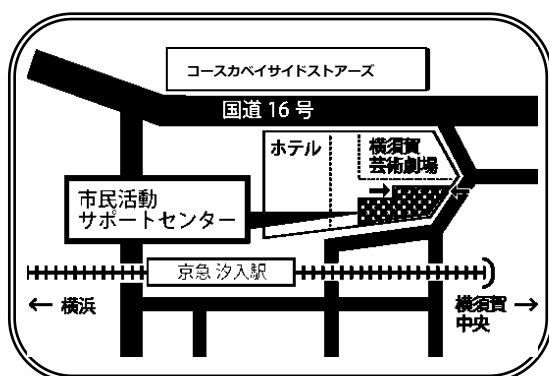 コースカベイサイドストアーズ
国道 16 号
ホテル
横須賀
芸術劇場
市民活動
サポートセンター
京急 汐入駅
← 横浜
横須賀 →
中央